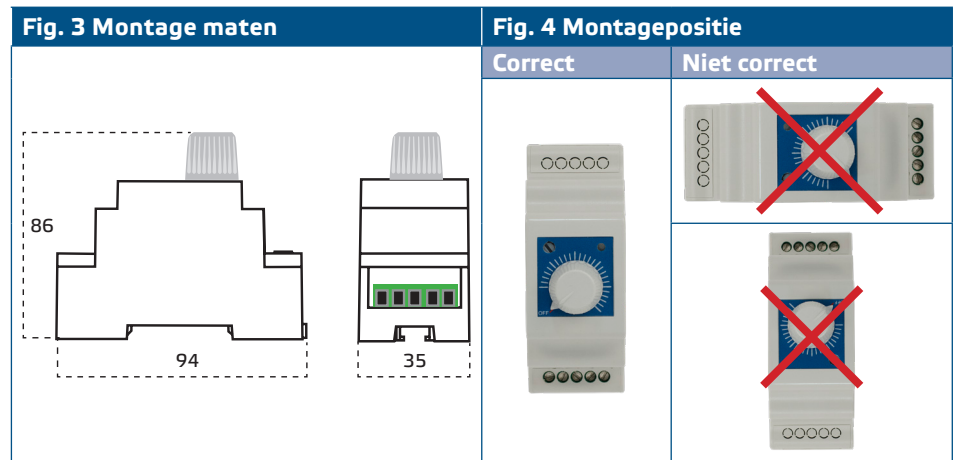 Fig. 3 Montage maten
Fig. 4 Montagepositie
Correct
Niet correct
86
94
35
OFF